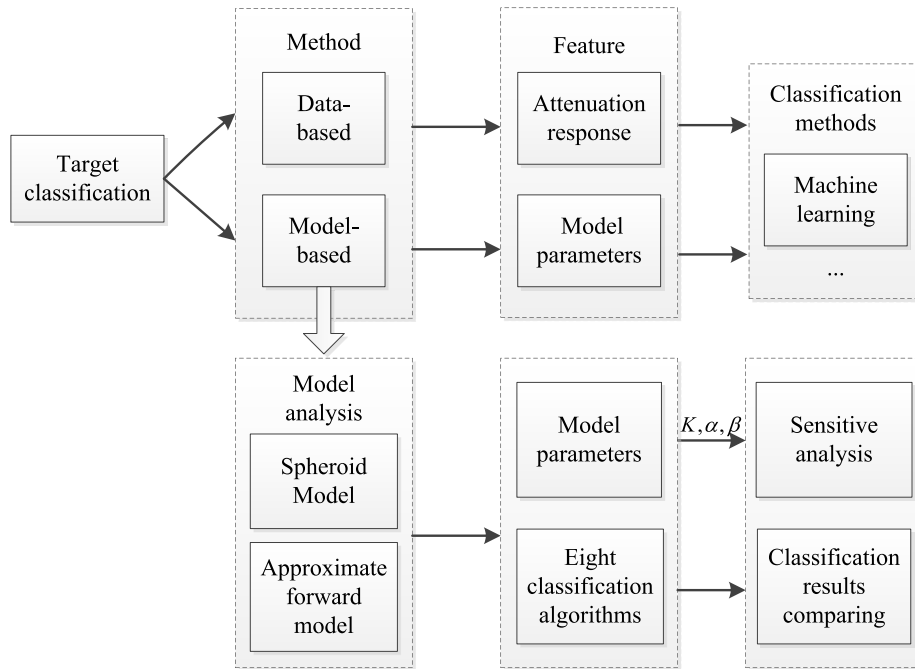 Target
classification
Method
Data-
based
Model-
based
Feature
Attenuation
response
Model
parameters
Classification
methods
Machine
learning
...
Model
analysis
Spheroid
Model
Approximate
forward
model
Model
parameters
Eight
classification
algorithms
K, α, β
Sensitive
analysis
Classification
results
comparing